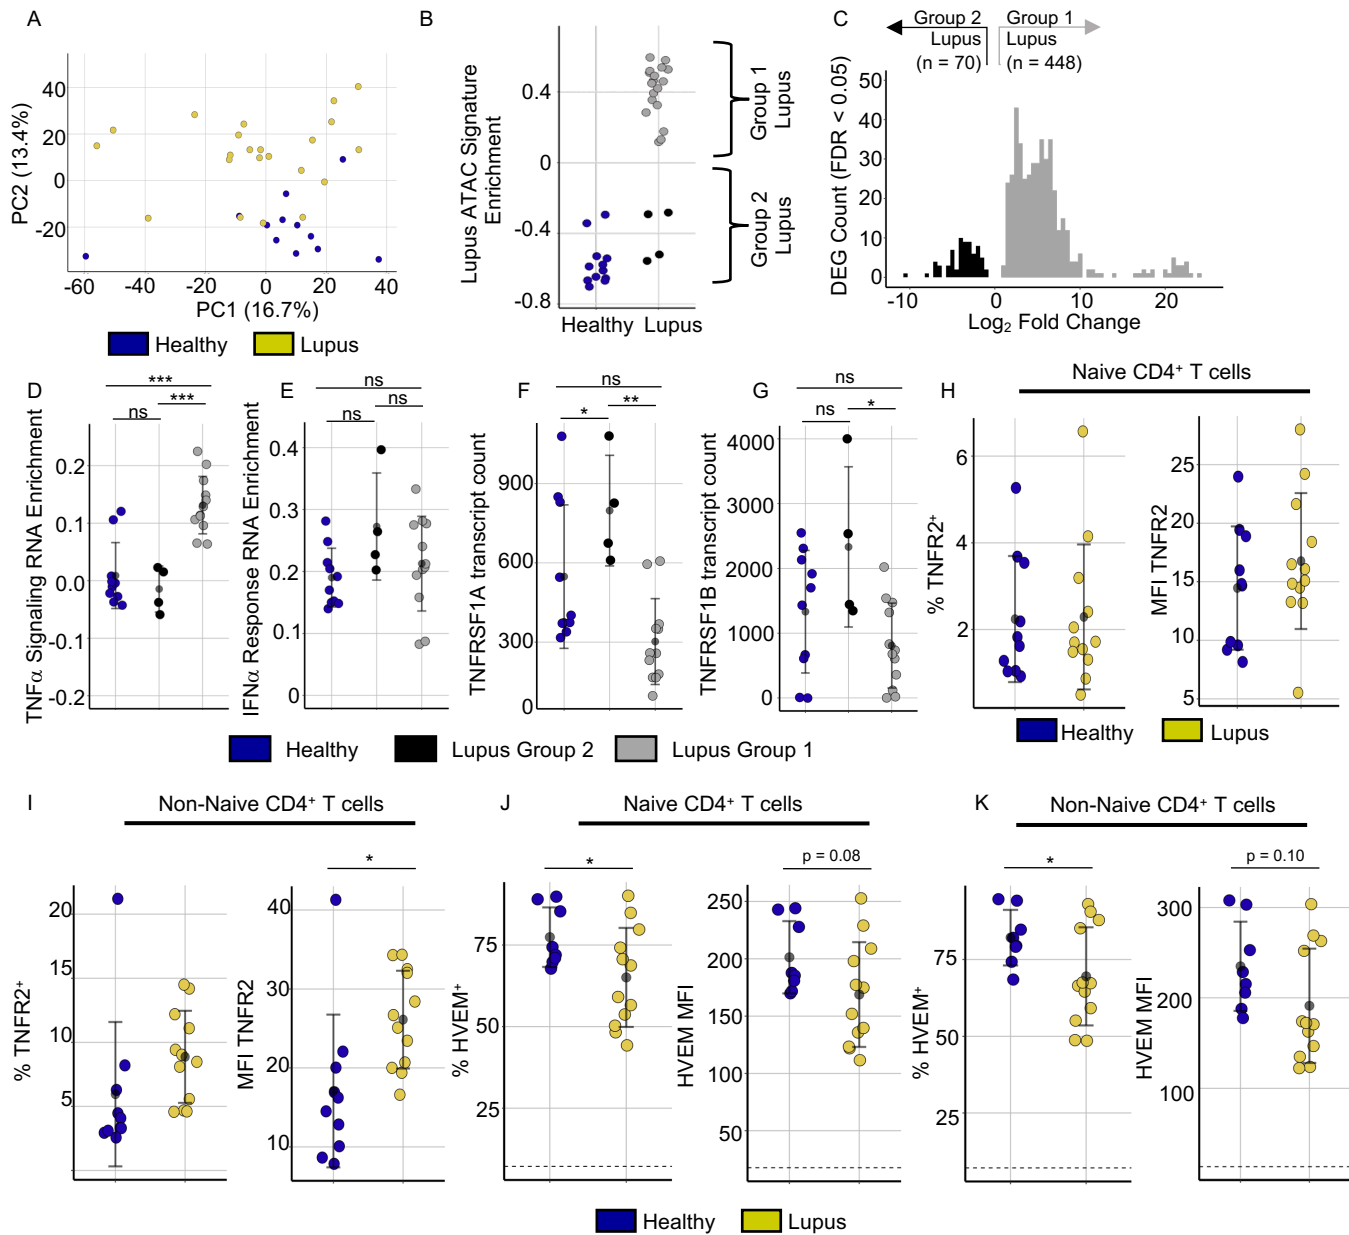 A
PC2 (13.4%)
40
20
0
-20
-60
-40
-20
0
20
40
PC1 (16.7%)
Healthy
Lupus
B
Lupus ATAC Signature
Enrichment
0.4
0
-0.4
-0.8
Healthy
Lupus
Group 1
Lupus
Group 2
Lupus
C
Group 2
Lupus
(n = 70)
Group 1
Lupus
(n = 448)
DEG Count (FDR < 0.05)
50
40
30
20
10
0
-10
0
10
20
Log₂ Fold Change
D
TNFα Signaling RNA Enrichment
***
ns
***
0.2
0.1
0.0
-0.1
-0.2
E
IFNα Response RNA Enrichment
ns
ns
ns
0.4
0.3
0.2
0.1
0
F
TNFRSF1A transcript count
ns
*
**
900
600
300
0
G
TNFRSF1B transcript count
ns
ns
*
4000
3000
2000
1000
0
Healthy
Lupus Group 2
Lupus Group 1
H
Naive CD4⁺ T cells
% TNFR2⁺
6
4
2
MFI TNFR2
25
20
15
10
5
Healthy
Lupus
I
Non-Naive CD4⁺ T cells
% TNFR2⁺
20
15
10
5
MFI TNFR2
*
40
30
20
10
J
Naive CD4⁺ T cells
% HVEM⁺
*
75
50
25
HVEM MFI
p = 0.08
250
200
150
100
50
K
Non-Naive CD4⁺ T cells
% HVEM⁺
*
75
50
25
HVEM MFI
p = 0.10
300
200
100
Healthy
Lupus